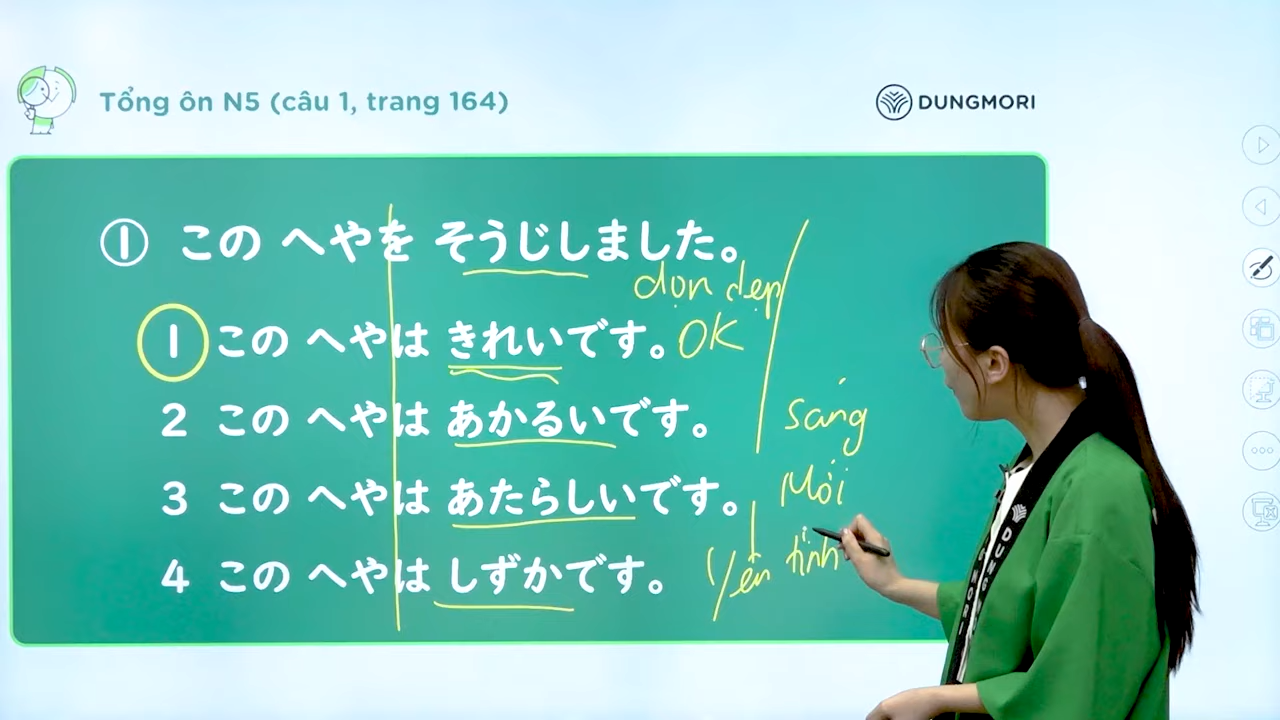 Tổng ôn N5 (câu 1, trang 164)
DUNGMORI
① この へやを そうじしました。
dọn dẹp
1 この へやは きれいです。 OK
2 この へやは あかるいです。 sáng
3 この へやは あたらしいです。 Mới
4 この へやは しずかです。 Yên tĩnh
DUNG
MORI